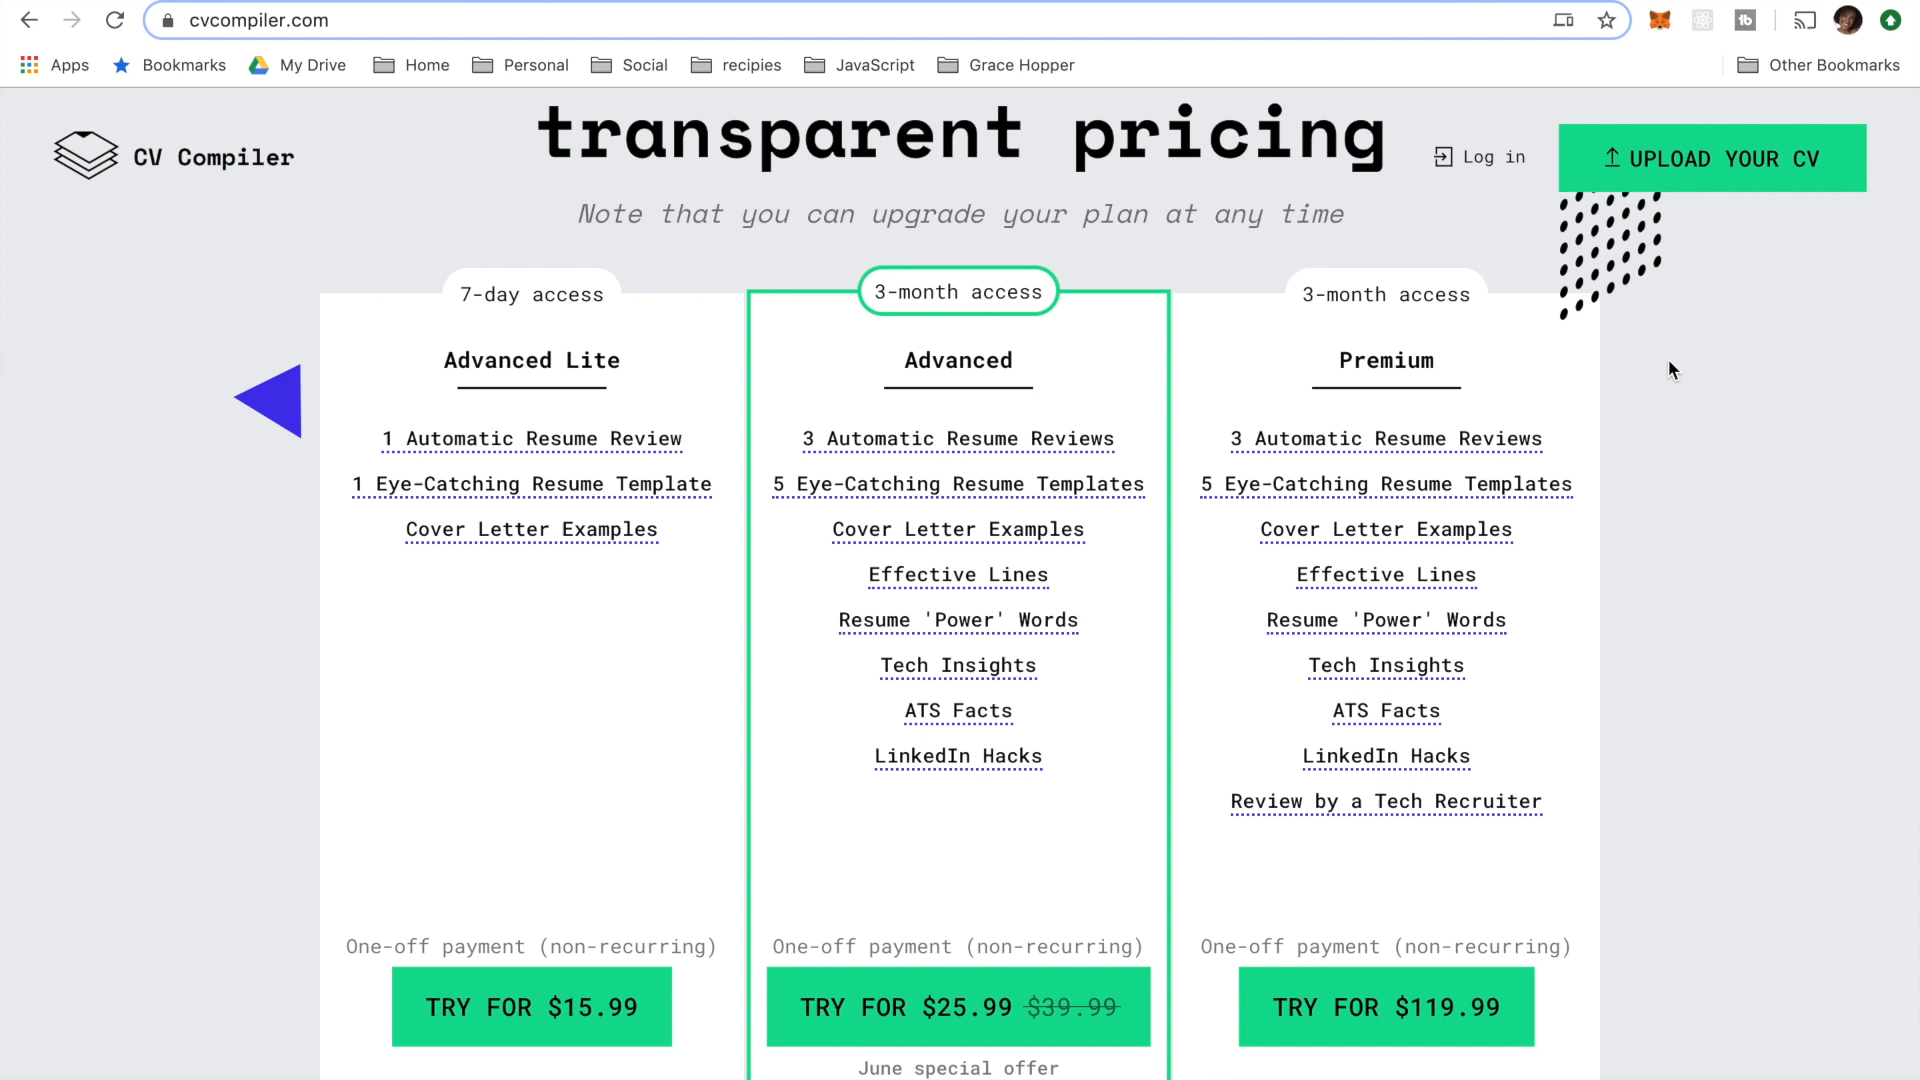 cvcompiler.com
Apps Bookmarks My Drive Home Personal Social recipies JavaScript Grace Hopper Other Bookmarks
CV Compiler
transparent pricing
Log in
UPLOAD YOUR CV
Note that you can upgrade your plan at any time
7-day access
Advanced Lite
1 Automatic Resume Review
1 Eye-Catching Resume Template
Cover Letter Examples
One-off payment (non-recurring)
TRY FOR $15.99
3-month access
Advanced
3 Automatic Resume Reviews
5 Eye-Catching Resume Templates
Cover Letter Examples
Effective Lines
Resume 'Power' Words
Tech Insights
ATS Facts
LinkedIn Hacks
One-off payment (non-recurring)
TRY FOR $25.99 $39.99
June special offer
3-month access
Premium
3 Automatic Resume Reviews
5 Eye-Catching Resume Templates
Cover Letter Examples
Effective Lines
Resume 'Power' Words
Tech Insights
ATS Facts
LinkedIn Hacks
Review by a Tech Recruiter
One-off payment (non-recurring)
TRY FOR $119.99